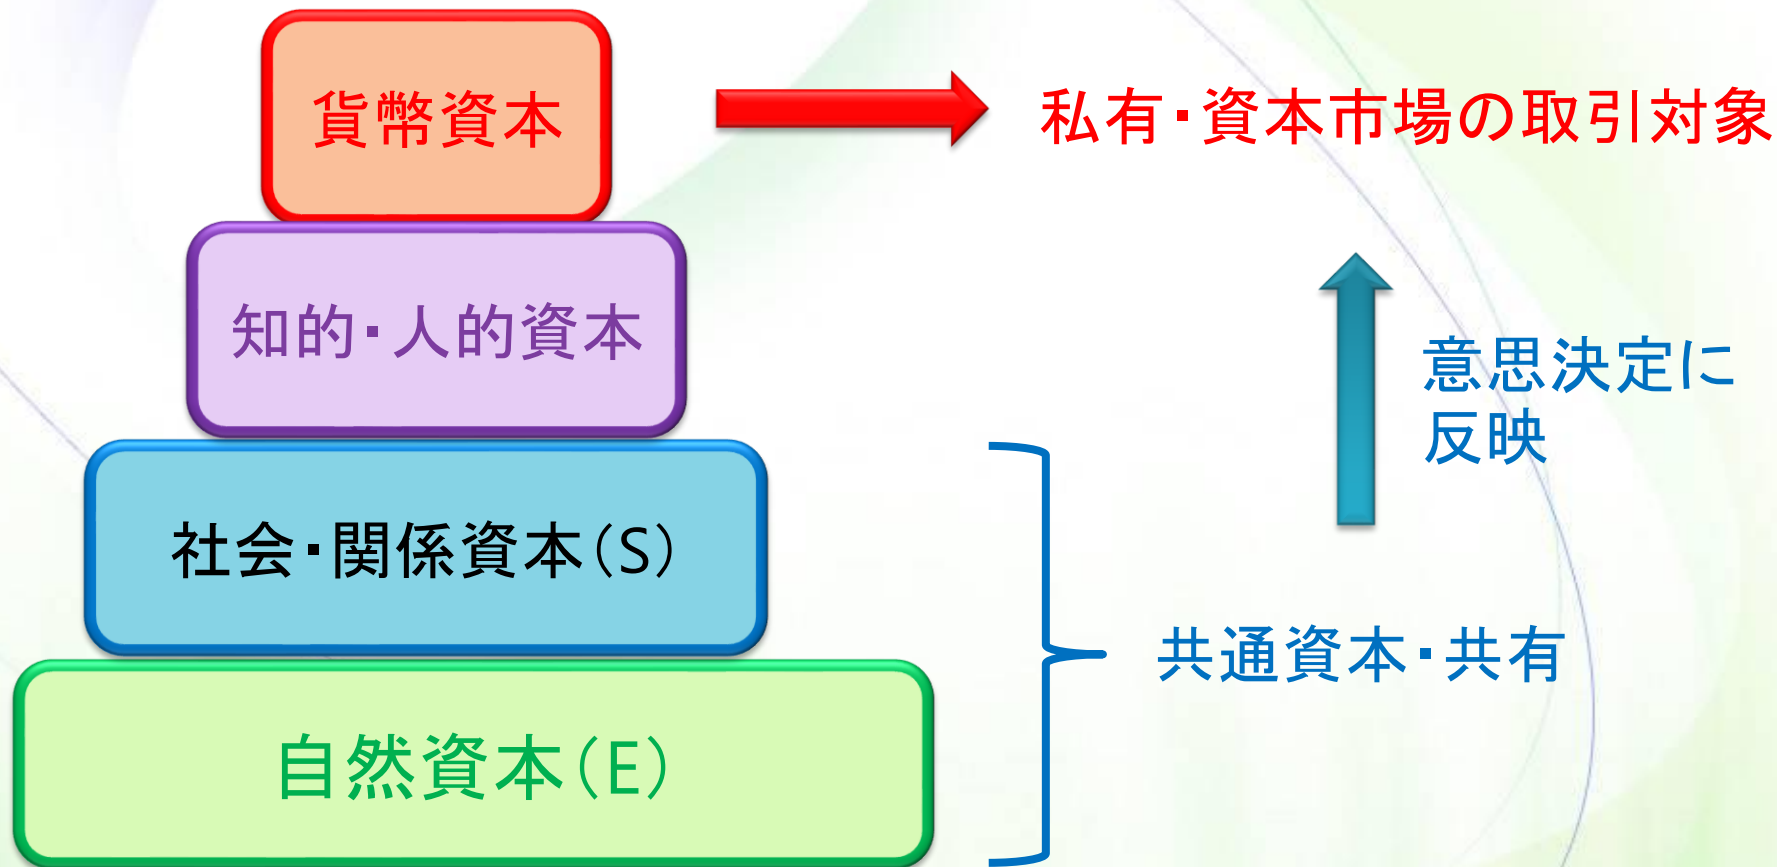 貨幣資本
私有・資本市場の取引対象
知的・人的資本
意思決定に
反映
社会・関係資本(S)
共通資本・共有
自然資本(E)